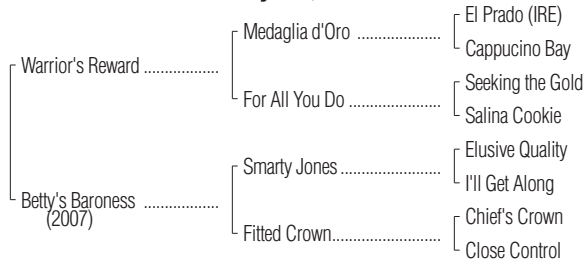 El Prado (IRE)
Medaglia d'Oro ..................
Cappucino Bay
Warrior's Reward ..................
Seeking the Gold
For All You Do ......................
Salina Cookie
Elusive Quality
Smarty Jones ......................
I'll Get Along
Betty's Baroness ..................
(2007)
Chief's Crown
Fitted Crown........................
Close Control